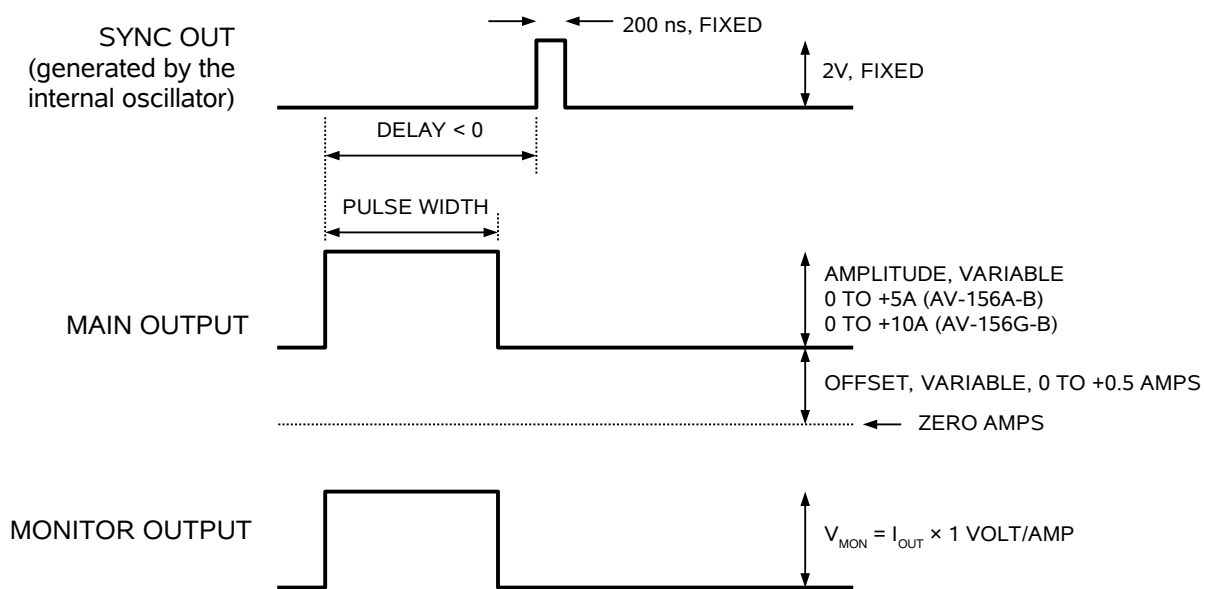 200 ns, FIXED
SYNC OUT
(generated by the
internal oscillator)
2V, FIXED
DELAY < 0
PULSE WIDTH
AMPLITUDE, VARIABLE
0 TO +5A (AV-156A-B)
0 TO +10A (AV-156G-B)
MAIN OUTPUT
OFFSET, VARIABLE, 0 TO +0.5 AMPS
ZERO AMPS
MONITOR OUTPUT
VMON = IOUT × 1 VOLT/AMP